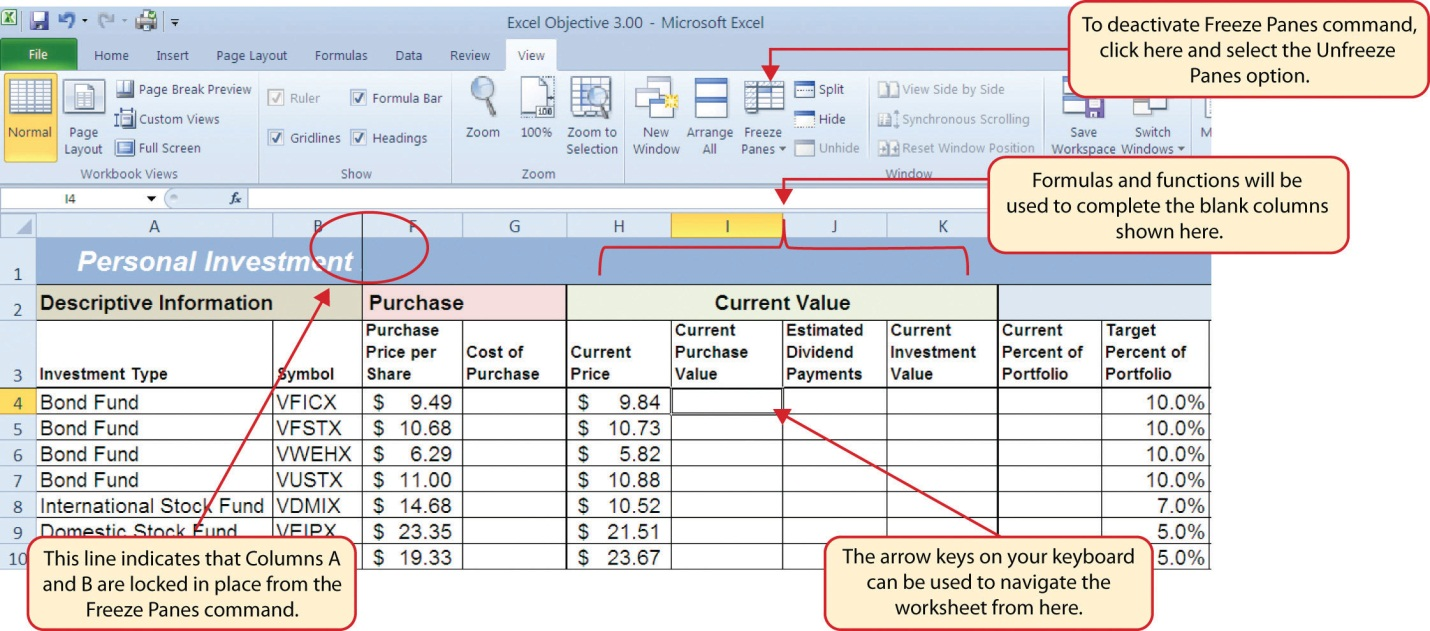 Excel Objective 3.00 - Microsoft Excel
To deactivate Freeze Panes command,
click here and select the Unfreeze
Panes option.
File Home Insert Page Layout Formulas Data Review View
Normal
Page
Layout
Page Break Preview
Custom Views
Full Screen
Workbook Views
Ruler
Formula Bar
Gridlines
Headings
Show
Zoom
100%
Zoom to
Selection
Zoom
New
Window
Arrange
All
Freeze
Panes
Split
Hide
Unhide
View Side by Side
Synchronous Scrolling
Reset Window Position
Window
Save
Workspace
Switch
Windows
M
Formulas and functions will be
used to complete the blank columns
shown here.
I4 fx
A B F G H I J K
1 Personal Investment
2 Descriptive Information Purchase Current Value
3 Investment Type
Symbol
Purchase
Price per
Share
Cost of
Purchase
Current
Price
Current
Purchase
Value
Estimated
Dividend
Payments
Current
Investment
Value
Current
Percent of
Portfolio
Target
Percent of
Portfolio
4 Bond Fund VFICX $ 9.49 $ 9.84 10.0%
5 Bond Fund VFSTX $ 10.68 $ 10.73 10.0%
6 Bond Fund VWEHX $ 6.29 $ 5.82 10.0%
7 Bond Fund VUSTX $ 11.00 $ 10.88 10.0%
8 International Stock Fund VDMIX $ 14.68 $ 10.52 7.0%
9 Domestic Stock Fund VEIPX $ 23.35 $ 21.51 5.0%
10 $ 19.33 $ 23.67 5.0%
This line indicates that Columns A
and B are locked in place from the
Freeze Panes command.
The arrow keys on your keyboard
can be used to navigate the
worksheet from here.